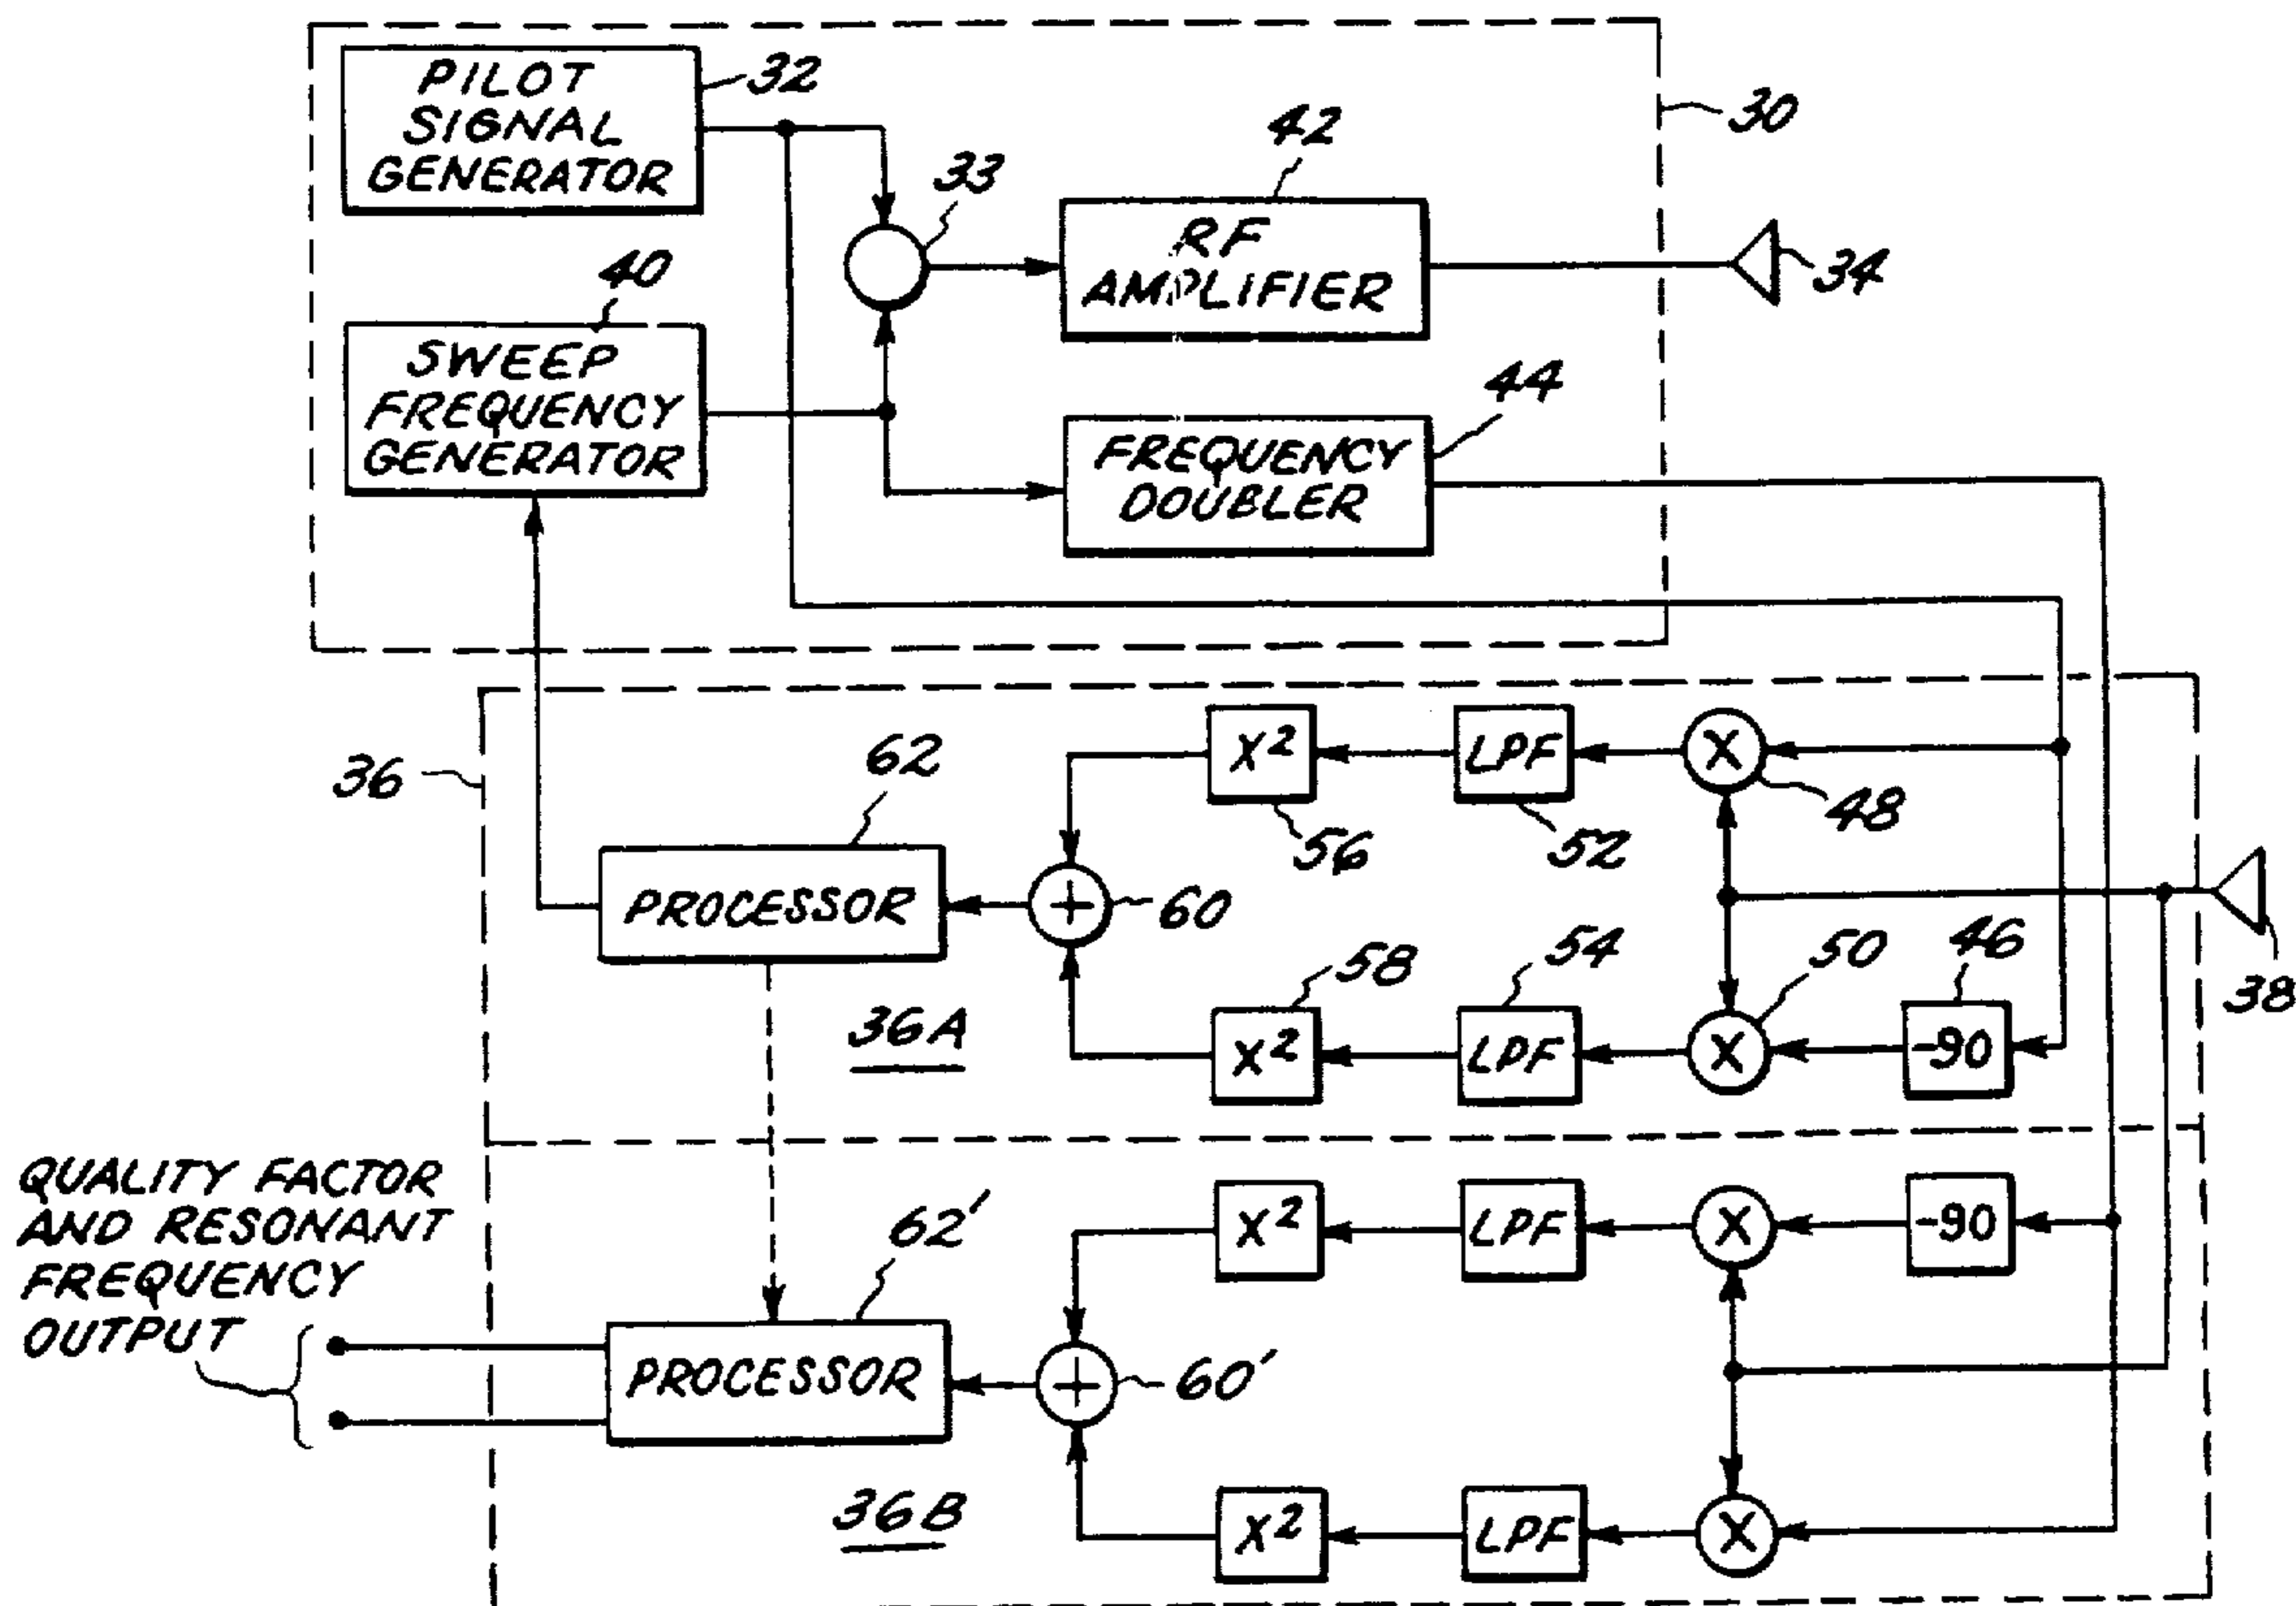 PILOT
SIGNAL
GENERATOR
32
30
42
33
RF
AMPLIFIER
34
40
SWEEP
FREQUENCY
GENERATOR
44
FREQUENCY
DOUBLER
36
62
X²
LPF
X
48
56
52
PROCESSOR
+
60
46
38
58
54
50
36A
X²
LPF
X
-90
QUALITY FACTOR
AND RESONANT
FREQUENCY
OUTPUT
62'
X²
LPF
X
-90
PROCESSOR
+
60'
36B
X²
LPF
X